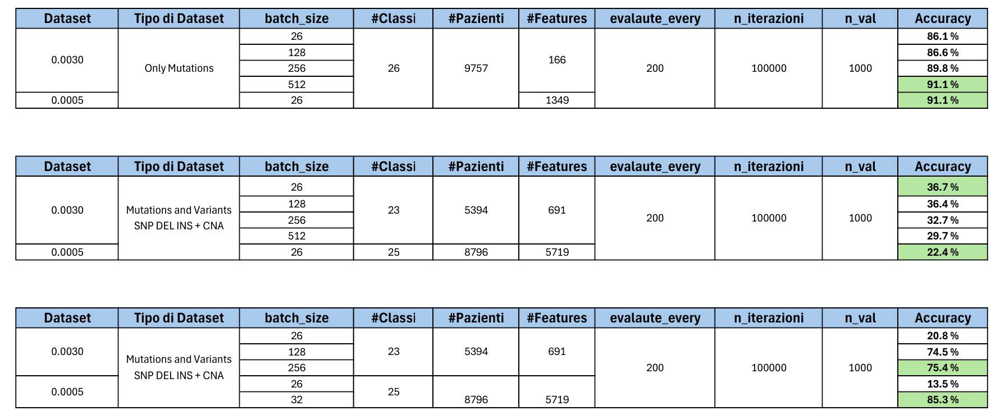 Dataset Tipo di Dataset batch_size #Classi #Pazienti #Features evalaute_every n_iterazioni n_val Accuracy
26 86.1 %
128 86.6 %
0.0030 166
256 89.8 %
Only Mutations 26 9757 200 100000 1000
512 91.1 %
0.0005 26 1349 91.1 %
Dataset Tipo di Dataset batch_size #Classi #Pazienti #Features evalaute_every n_iterazioni n_val Accuracy
26 36.7 %
128 36.4 %
0.0030 Mutations and Variants 23 5394 691
256 200 100000 1000 32.7 %
SNP DEL INS + CNA
512 29.7 %
0.0005 26 25 8796 5719 22.4 %
Dataset Tipo di Dataset batch_size #Classi #Pazienti #Features evalaute_every n_iterazioni n_val Accuracy
26 20.8 %
0.0030 128 23 5394 691 74.5 %
Mutations and Variants
256 200 100000 1000 75.4 %
SNP DEL INS + CNA
26 13.5 %
0.0005 25
32 8796 5719 85.3 %